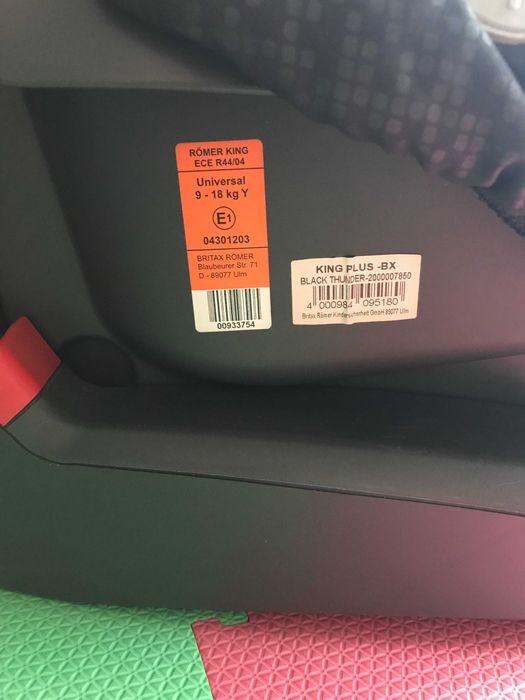 RÖMER KING
ECE R44/04
Universal
9 - 18 kg Y
E1
04301203
BRITAX RÖMER
Blaubeurer Str. 71
D - 89077 Ulm
00933754
KING PLUS -BX
BLACK THUNDER-2000007850
4 000984 095180
Britax Römer Kindersicherheit GmbH 89077 Ulm